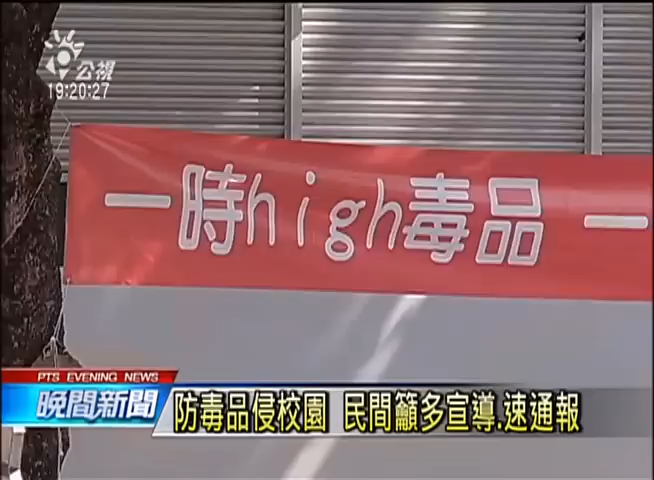 公視
19:20:27
一時high毒品 一
PTS EVENING NEWS
晚間新聞
防毒品侵校園 民間籲多宣導.速通報